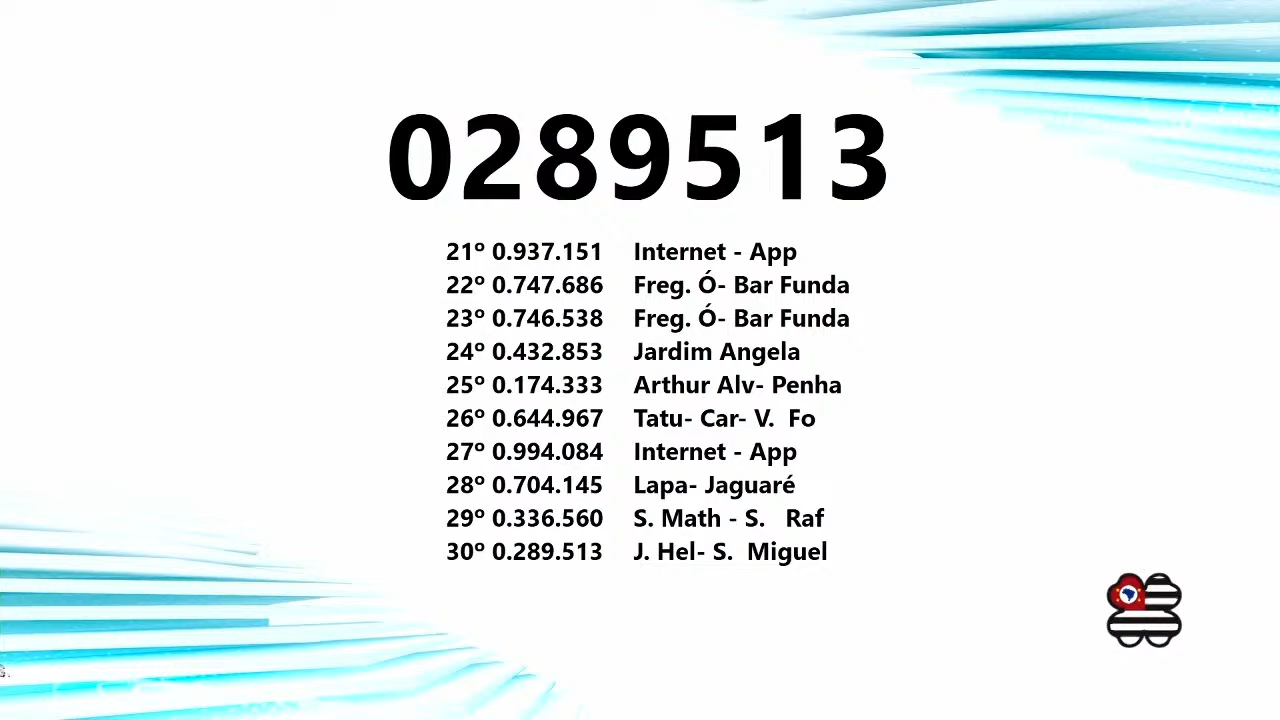 0289513
21º 0.937.151 Internet - App
22º 0.747.686 Freg. Ó- Bar Funda
23º 0.746.538 Freg. Ó- Bar Funda
24º 0.432.853 Jardim Angela
25º 0.174.333 Arthur Alv- Penha
26º 0.644.967 Tatu- Car- V.  Fo
27º 0.994.084 Internet - App
28º 0.704.145 Lapa- Jaguaré
29º 0.336.560 S. Math - S.   Raf
30º 0.289.513 J. Hel- S.  Miguel